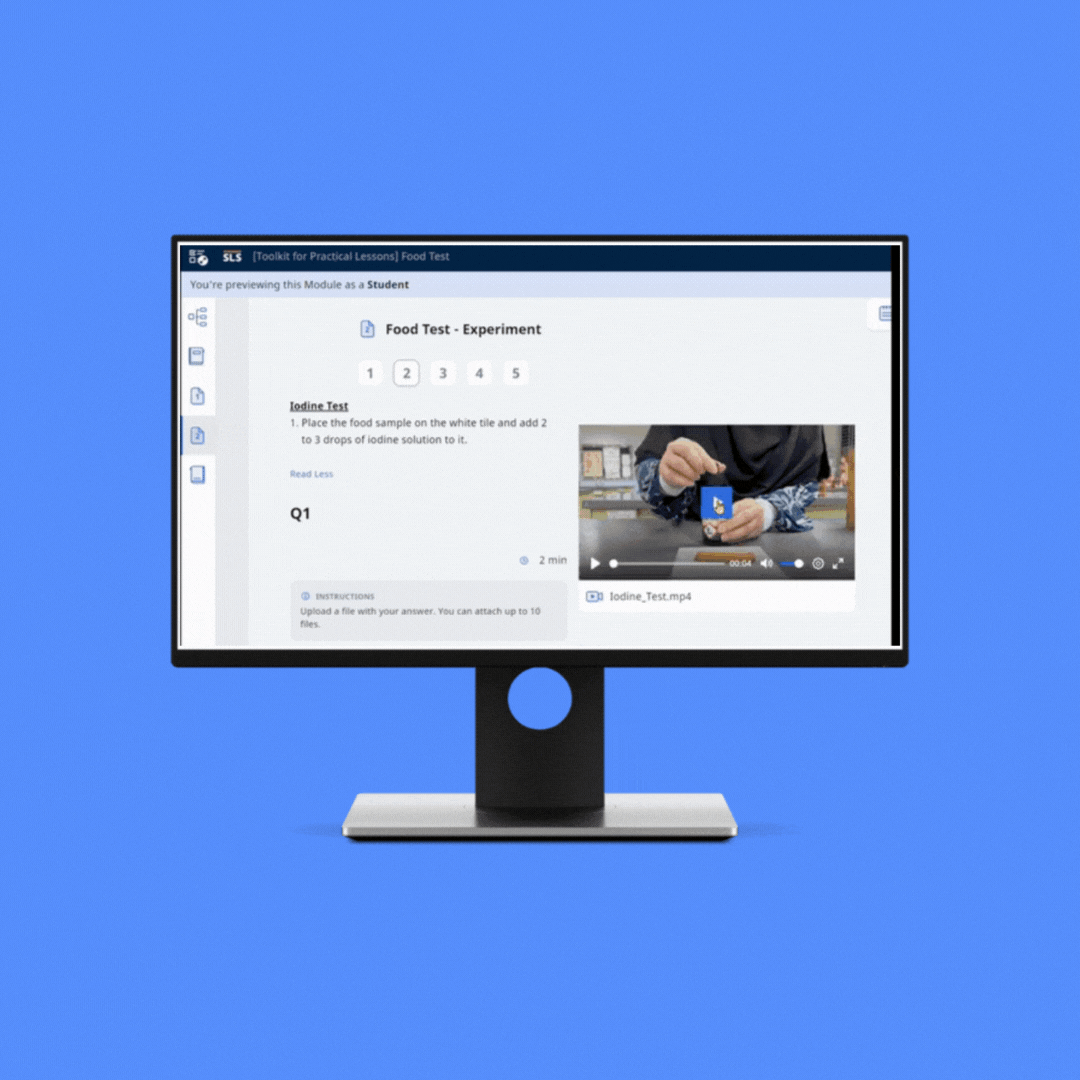 SLS [Toolkit for Practical Lessons] Food Test
You're previewing this Module as a Student
Food Test - Experiment
1 2 3 4 5
Iodine Test
1. Place the food sample on the white tile and add 2
to 3 drops of iodine solution to it.
Read Less
Q1
2 min
INSTRUCTIONS
Upload a file with your answer. You can attach up to 10
files.
00:04
Iodine_Test.mp4